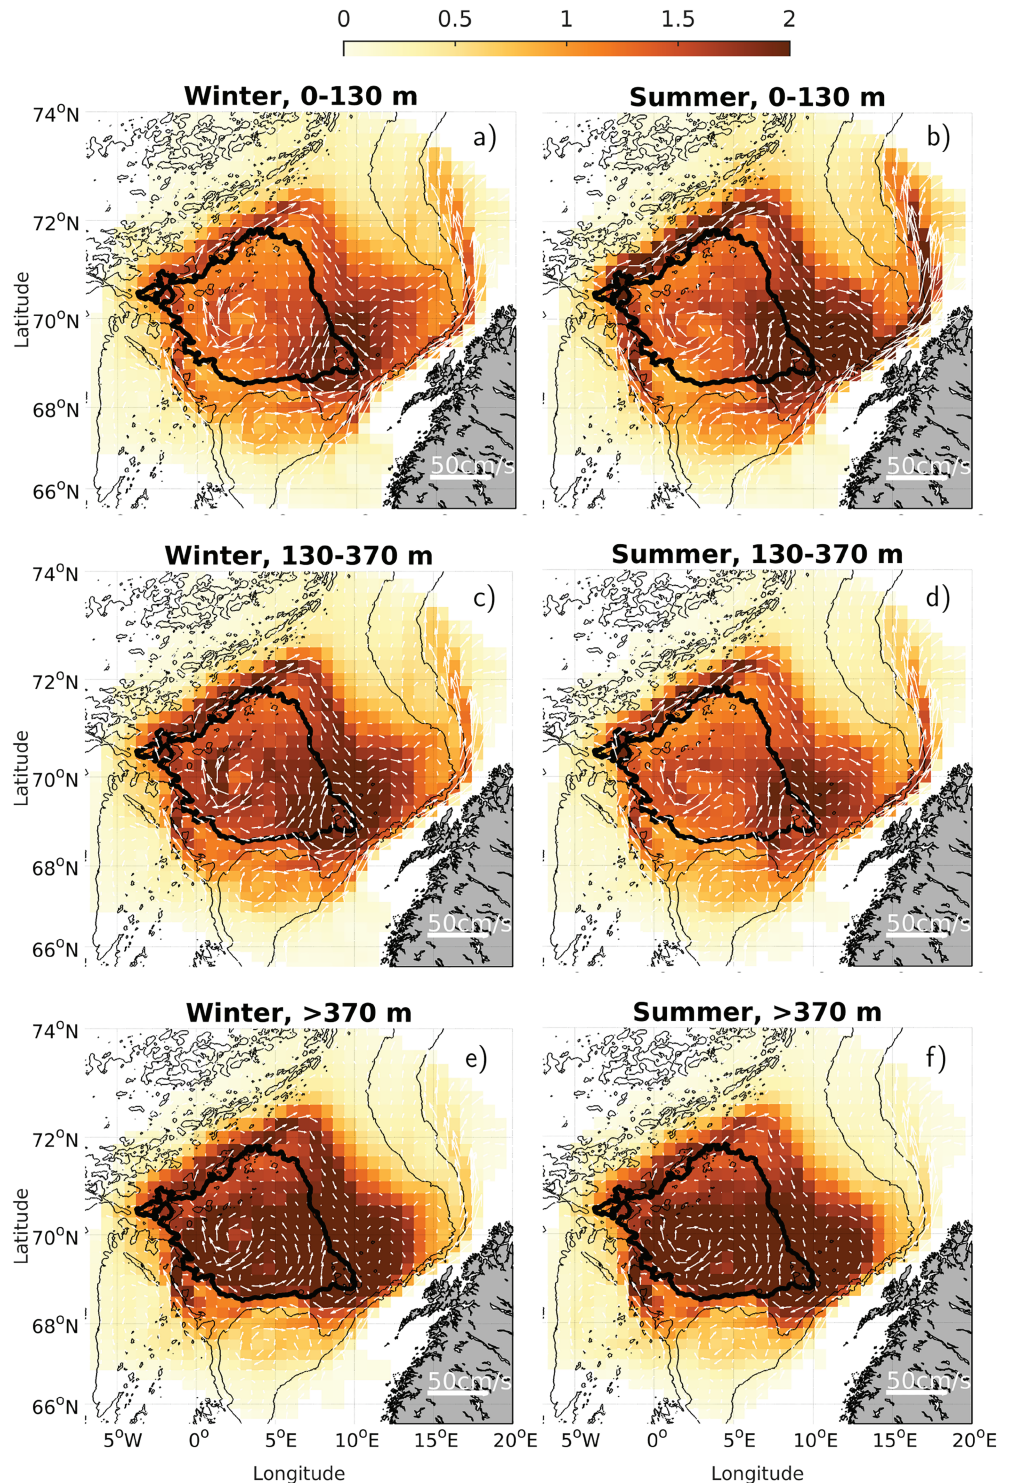 0 0.5 1 1.5 2
Winter, 0-130 m
Summer, 0-130 m
a)
b)
74°N
72°N
70°N
68°N
66°N
Latitude
50cm/s
50cm/s
Winter, 130-370 m
Summer, 130-370 m
c)
d)
74°N
72°N
70°N
68°N
66°N
Latitude
50cm/s
50cm/s
Winter, >370 m
Summer, >370 m
e)
f)
74°N
72°N
70°N
68°N
66°N
Latitude
50cm/s
50cm/s
5°W 0° 5°E 10°E 15°E 20°E
5°W 0° 5°E 10°E 15°E 20°E
Longitude
Longitude